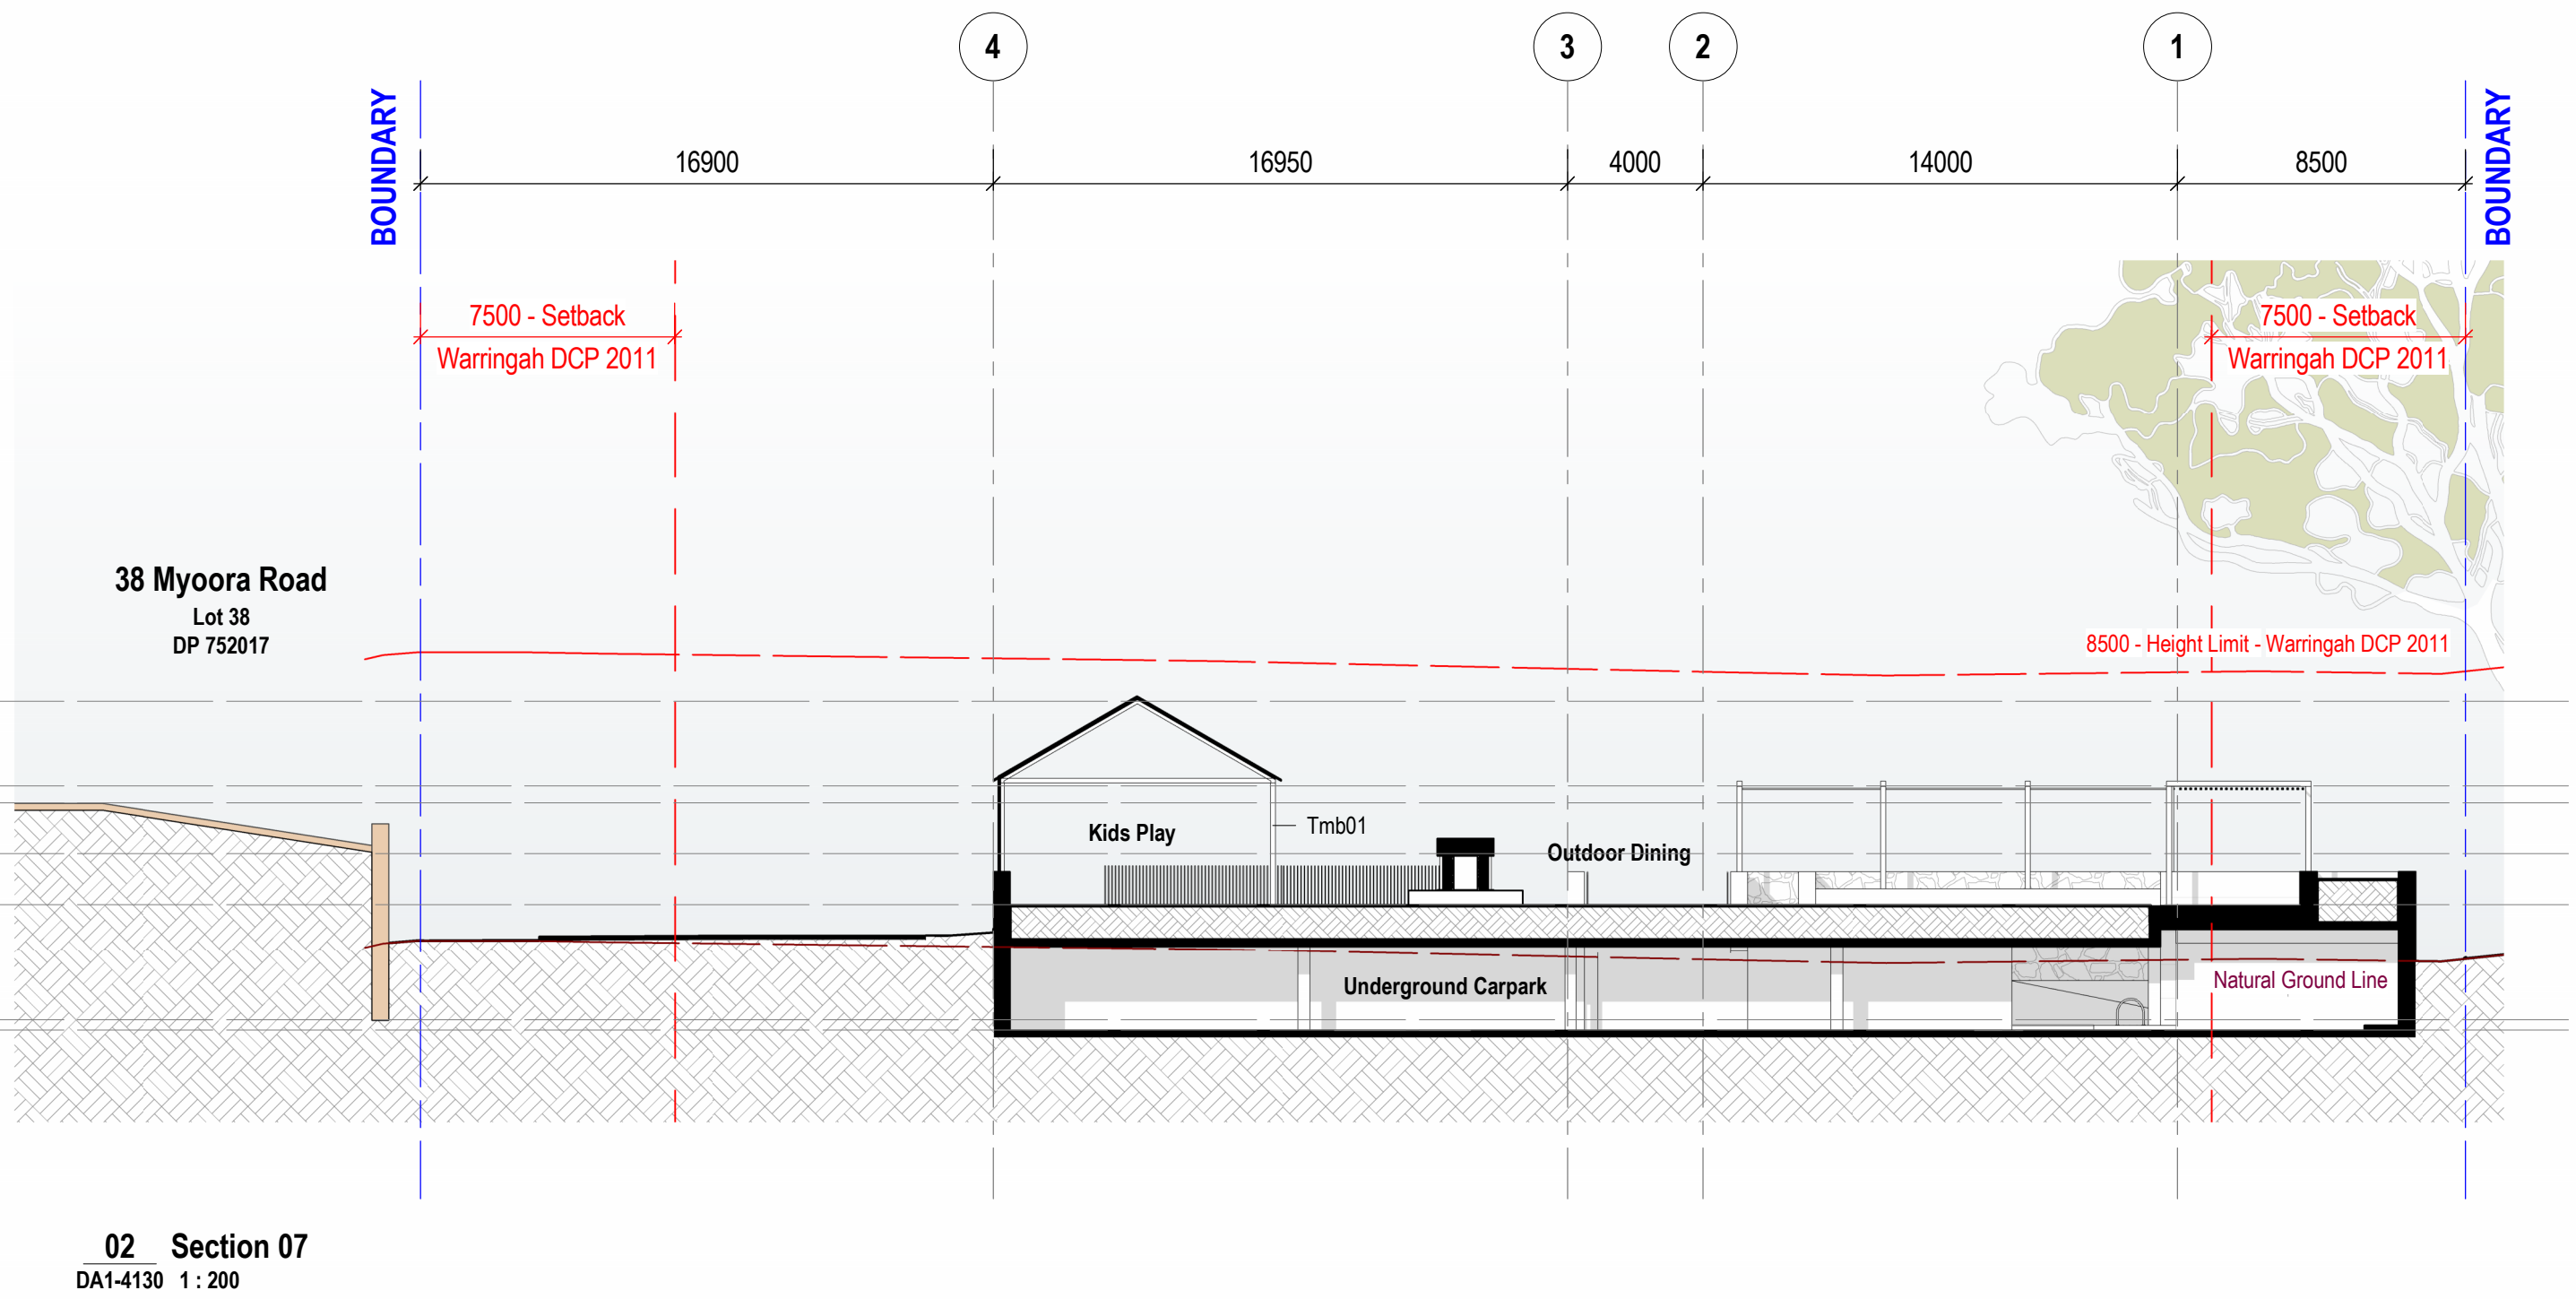 4
3
2
1
BOUNDARY
BOUNDARY
16900
16950
4000
14000
8500
7500 - Setback
Warringah DCP 2011
7500 - Setback
Warringah DCP 2011
38 Myoora Road
Lot 38
DP 752017
8500 - Height Limit - Warringah DCP 2011
Kids Play
Tmb01
Outdoor Dining
Underground Carpark
Natural Ground Line
02 Section 07
DA1-4130 1 : 200